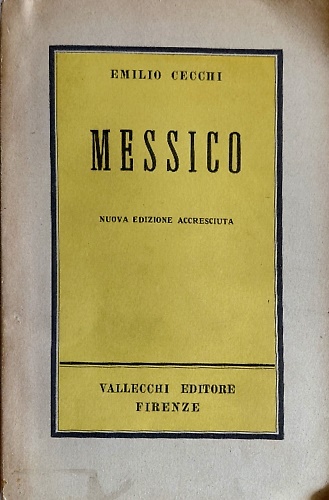 EMILIO CECCHI
MESSICO
NUOVA EDIZIONE ACCRESCIUTA
VALLECCHI EDITORE
FIRENZE